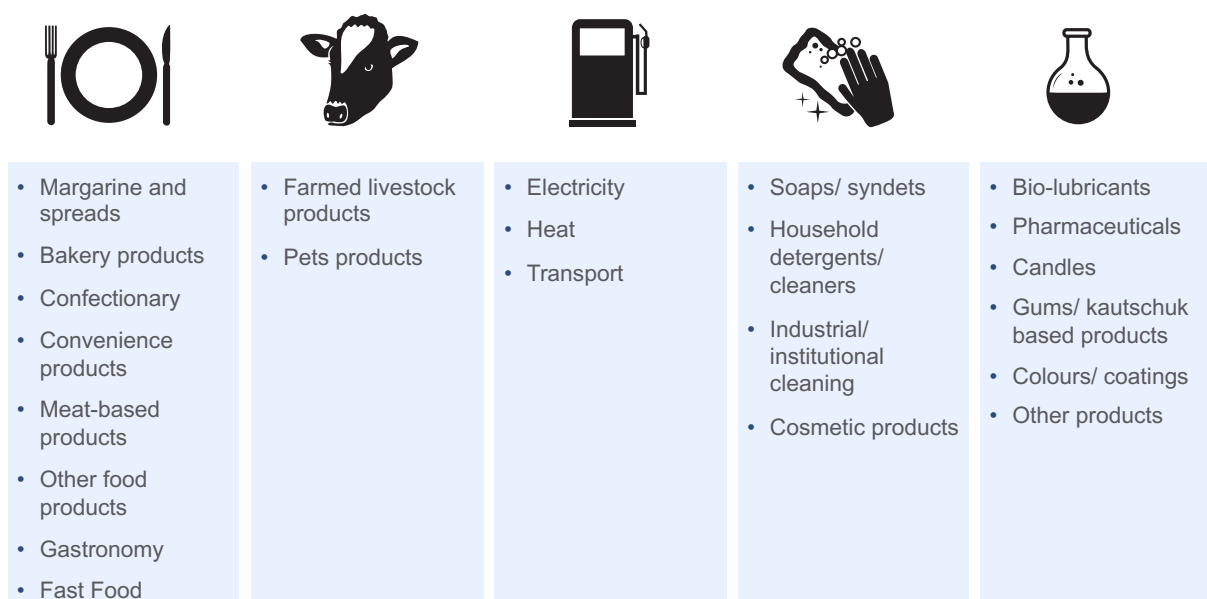 • Margarine and
spreads
• Bakery products
• Confectionary
• Convenience
products
• Meat-based
products
• Other food
products
• Gastronomy
• Fast Food
• Farmed livestock
products
• Pets products
• Electricity
• Heat
• Transport
• Soaps/ syndets
• Household
detergents/
cleaners
• Industrial/
institutional
cleaning
• Cosmetic products
• Bio-lubricants
• Pharmaceuticals
• Candles
• Gums/ kautschuk
based products
• Colours/ coatings
• Other products